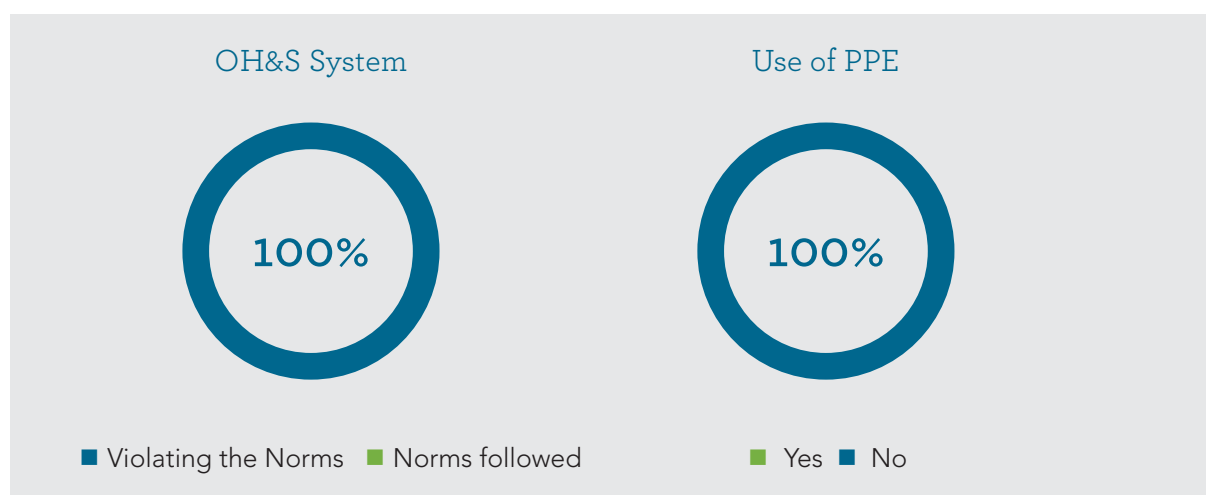 OH&S System
100%
Violating the Norms Norms followed
Use of PPE
100%
Yes No